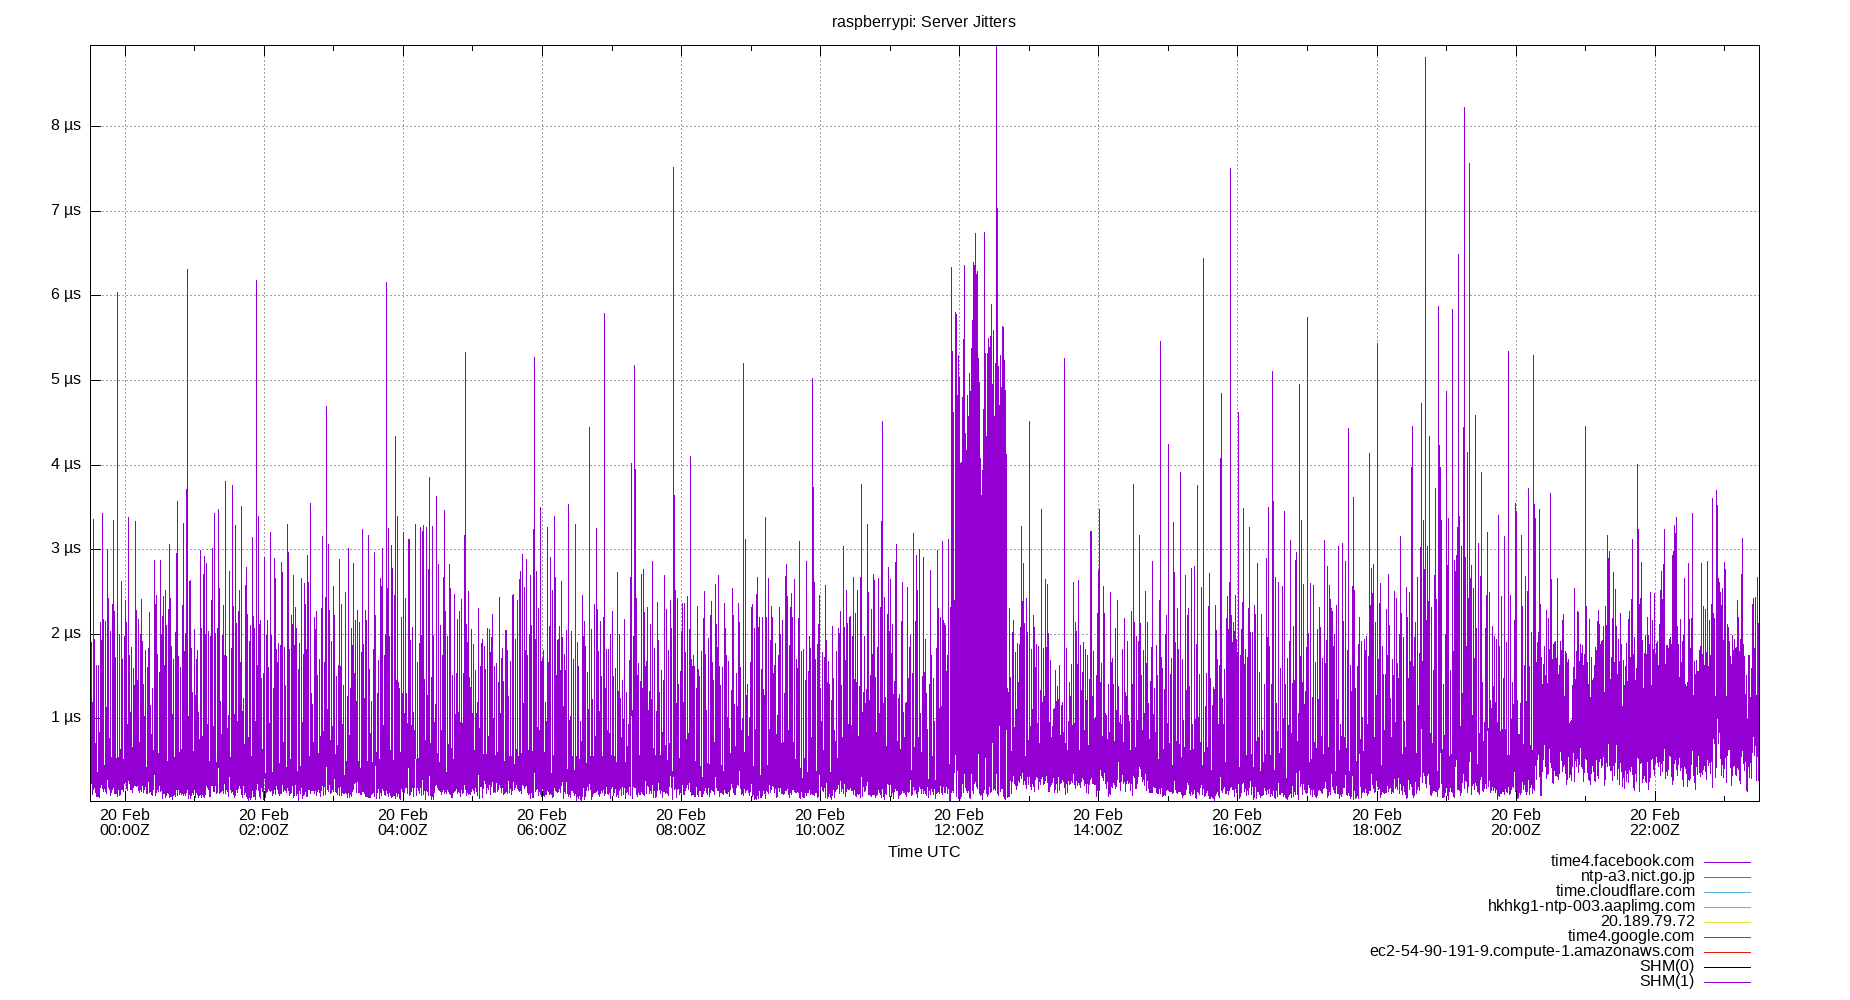 raspberrypi: Server Jitters
8 µs
7 µs
6 µs
5 µs
4 µs
3 µs
2 µs
1 µs
20 Feb 20 Feb 20 Feb 20 Feb 20 Feb 20 Feb 20 Feb 20 Feb 20 Feb 20 Feb 20 Feb 20 Feb
00:00Z 02:00Z 04:00Z 06:00Z 08:00Z 10:00Z 12:00Z 14:00Z 16:00Z 18:00Z 20:00Z 22:00Z
Time UTC
time4.facebook.com
ntp-a3.nict.go.jp
time.cloudflare.com
hkhkg1-ntp-003.aaplimg.com
20.189.79.72
time4.google.com
ec2-54-90-191-9.compute-1.amazonaws.com
SHM(0)
SHM(1)